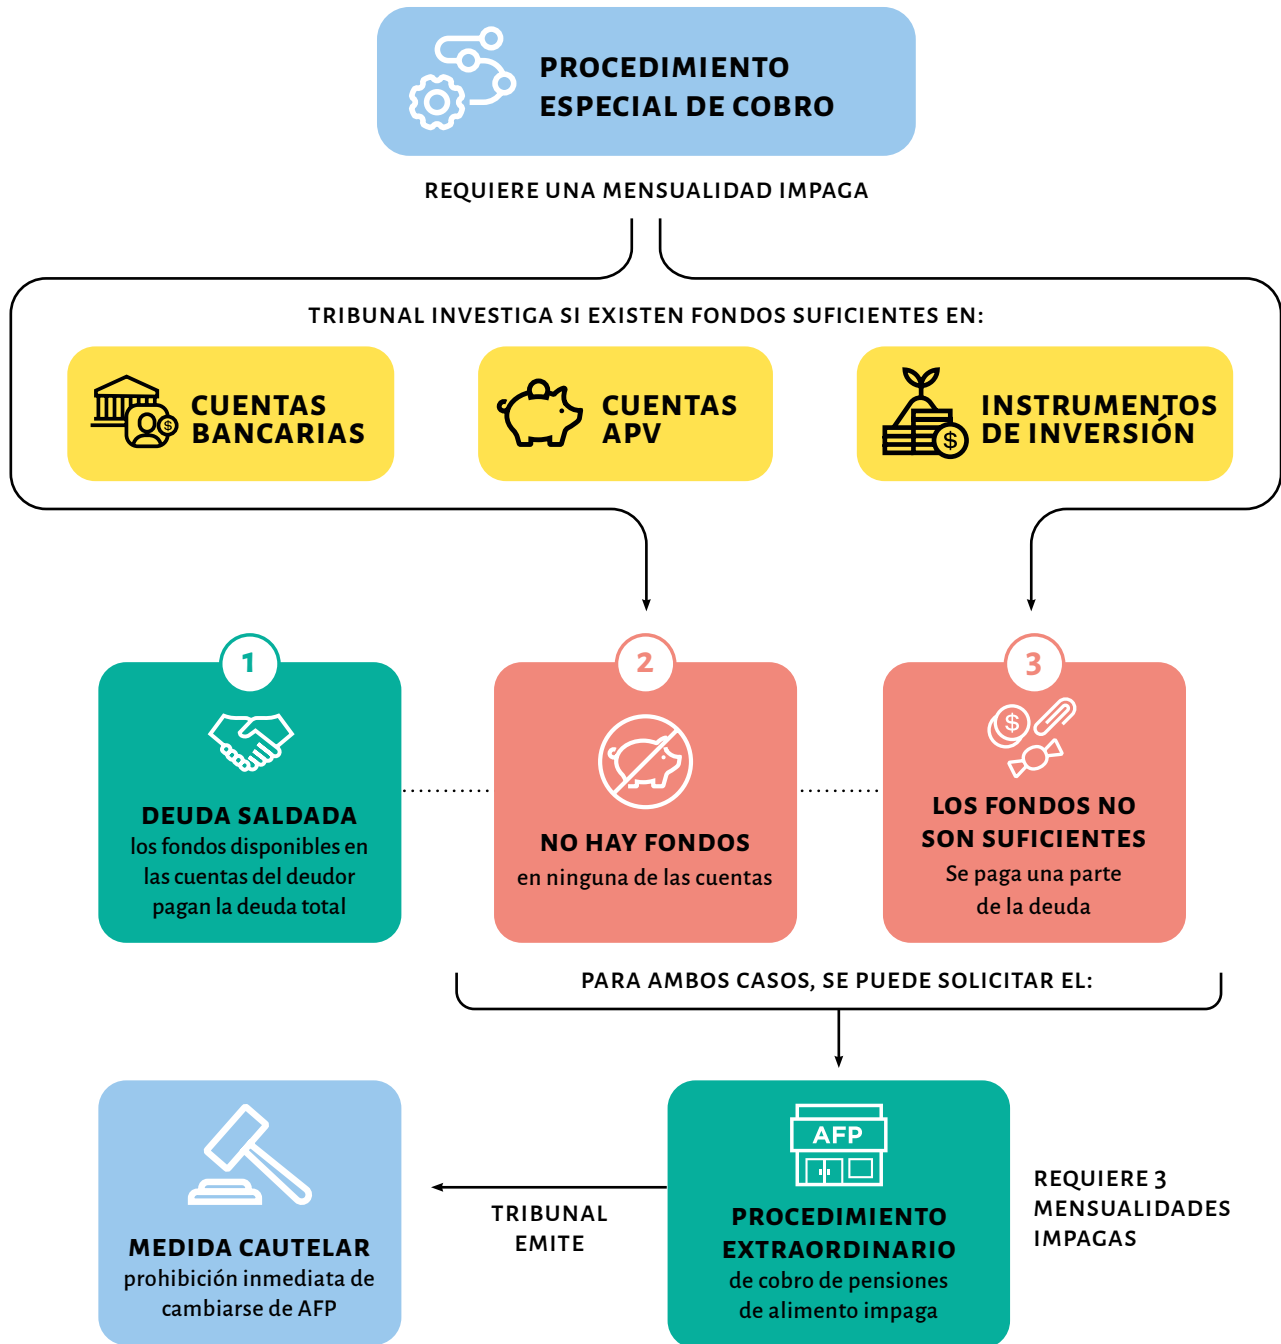 PROCEDIMIENTO
ESPECIAL DE COBRO
REQUIERE UNA MENSUALIDAD IMPAGA
TRIBUNAL INVESTIGA SI EXISTEN FONDOS SUFICIENTES EN:
CUENTAS
BANCARIAS
$
CUENTAS
APV
INSTRUMENTOS
DE INVERSIÓN
$
1
DEUDA SALDADA
los fondos disponibles en
las cuentas del deudor
pagan la deuda total
2
NO HAY FONDOS
en ninguna de las cuentas
3
$
LOS FONDOS NO
SON SUFICIENTES
Se paga una parte
de la deuda
PARA AMBOS CASOS, SE PUEDE SOLICITAR EL:
AFP
PROCEDIMIENTO
EXTRAORDINARIO
de cobro de pensiones
de alimento impaga
REQUIERE 3
MENSUALIDADES
IMPAGAS
TRIBUNAL
EMITE
MEDIDA CAUTELAR
prohibición inmediata de
cambiarse de AFP